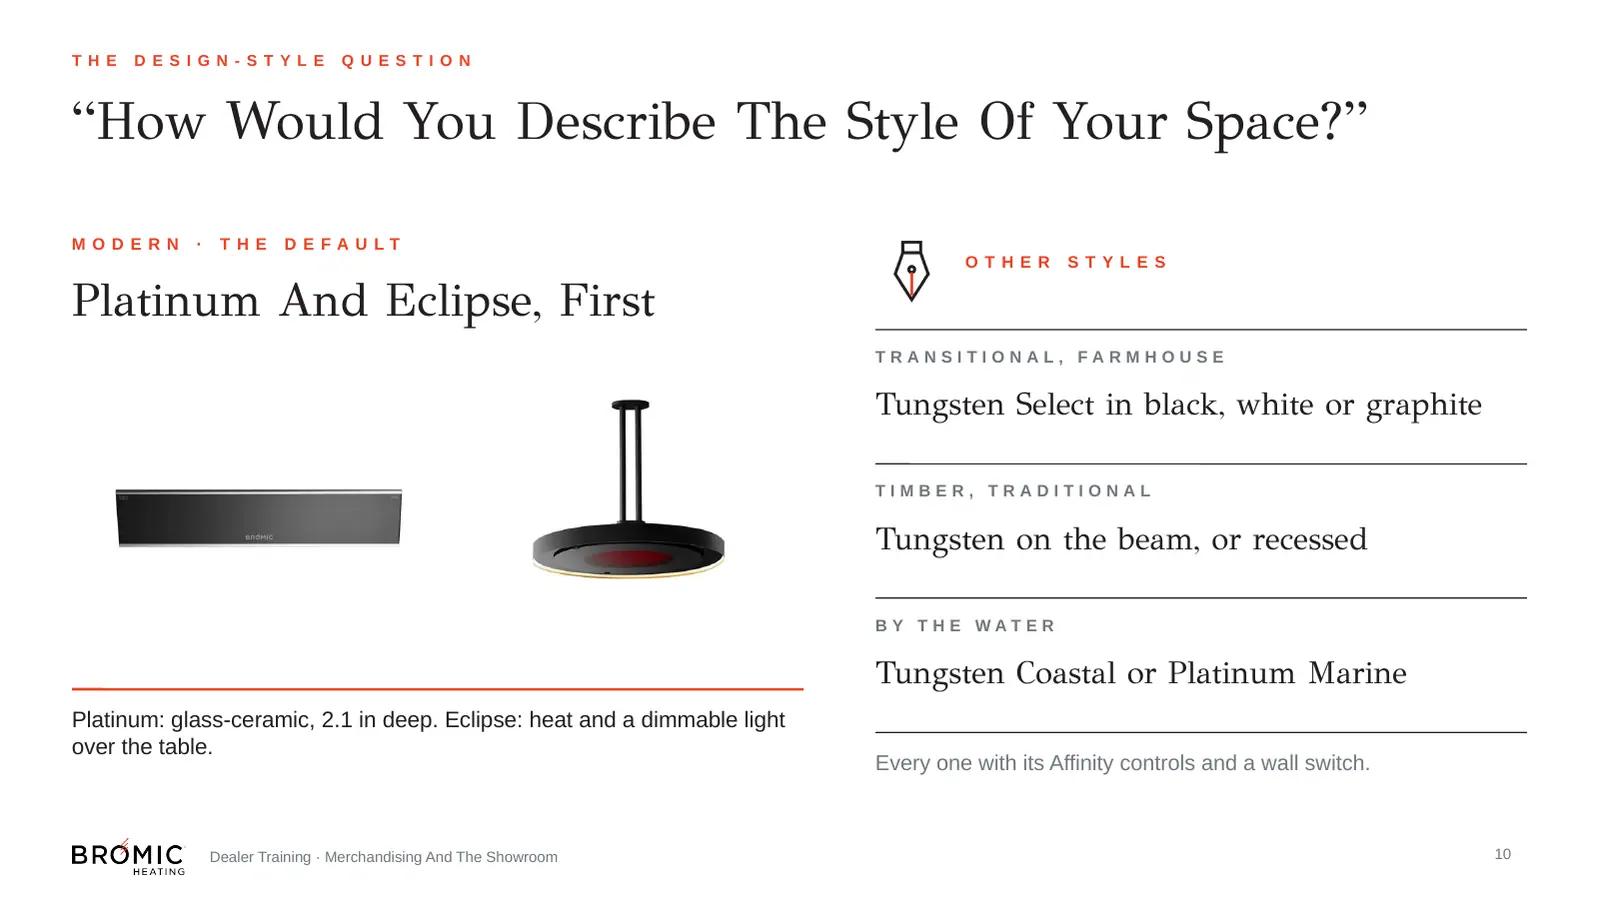 THE DESIGN-STYLE QUESTION
“How Would You Describe The Style Of Your Space?”
MODERN · THE DEFAULT
Platinum And Eclipse, First
BROMIC
Platinum: glass-ceramic, 2.1 in deep. Eclipse: heat and a dimmable light
over the table.
OTHER STYLES
TRANSITIONAL, FARMHOUSE
Tungsten Select in black, white or graphite
TIMBER, TRADITIONAL
Tungsten on the beam, or recessed
BY THE WATER
Tungsten Coastal or Platinum Marine
Every one with its Affinity controls and a wall switch.
BROMIC
HEATING
Dealer Training · Merchandising And The Showroom
10